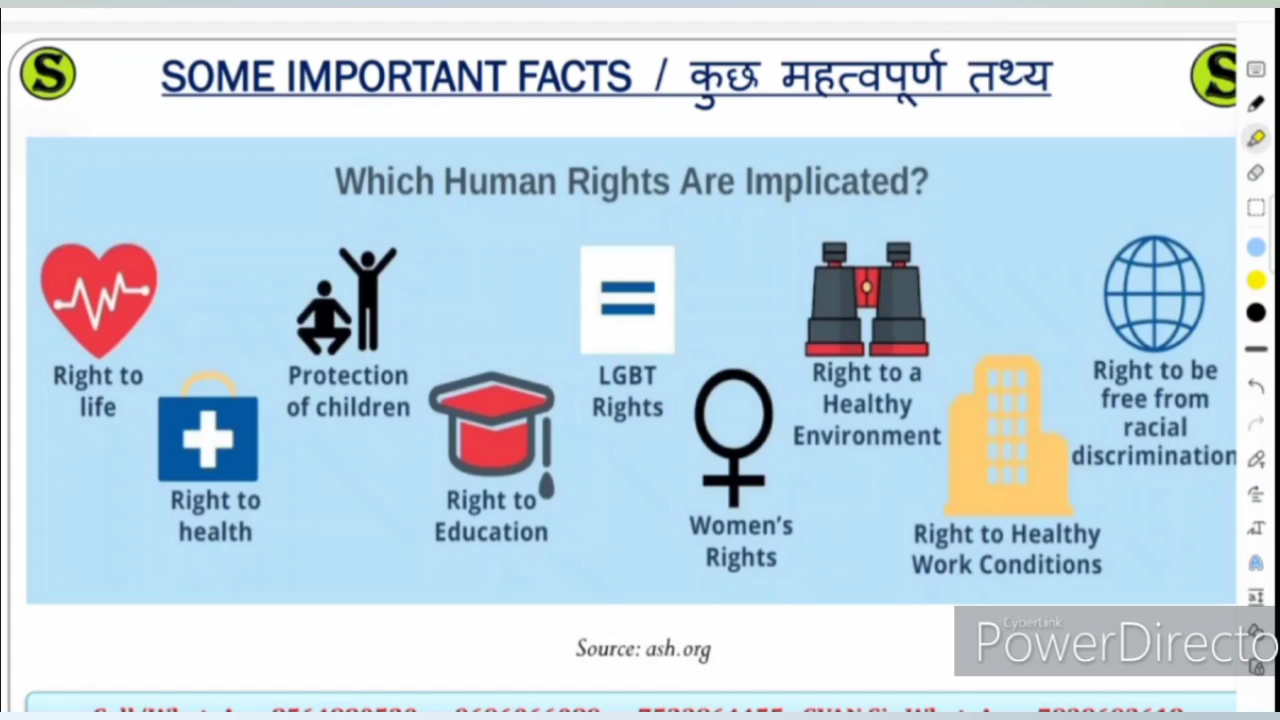 S
SOME IMPORTANT FACTS / कुछ महत्वपूर्ण तथ्य
S
Which Human Rights Are Implicated?
Right to
life
Right to
health
Protection
of children
Right to
Education
LGBT
Rights
Women's
Rights
Right to a
Healthy
Environment
Right to Healthy
Work Conditions
Right to be
free from
racial
discrimination
Source: ash.org
CyberLink
PowerDirecto